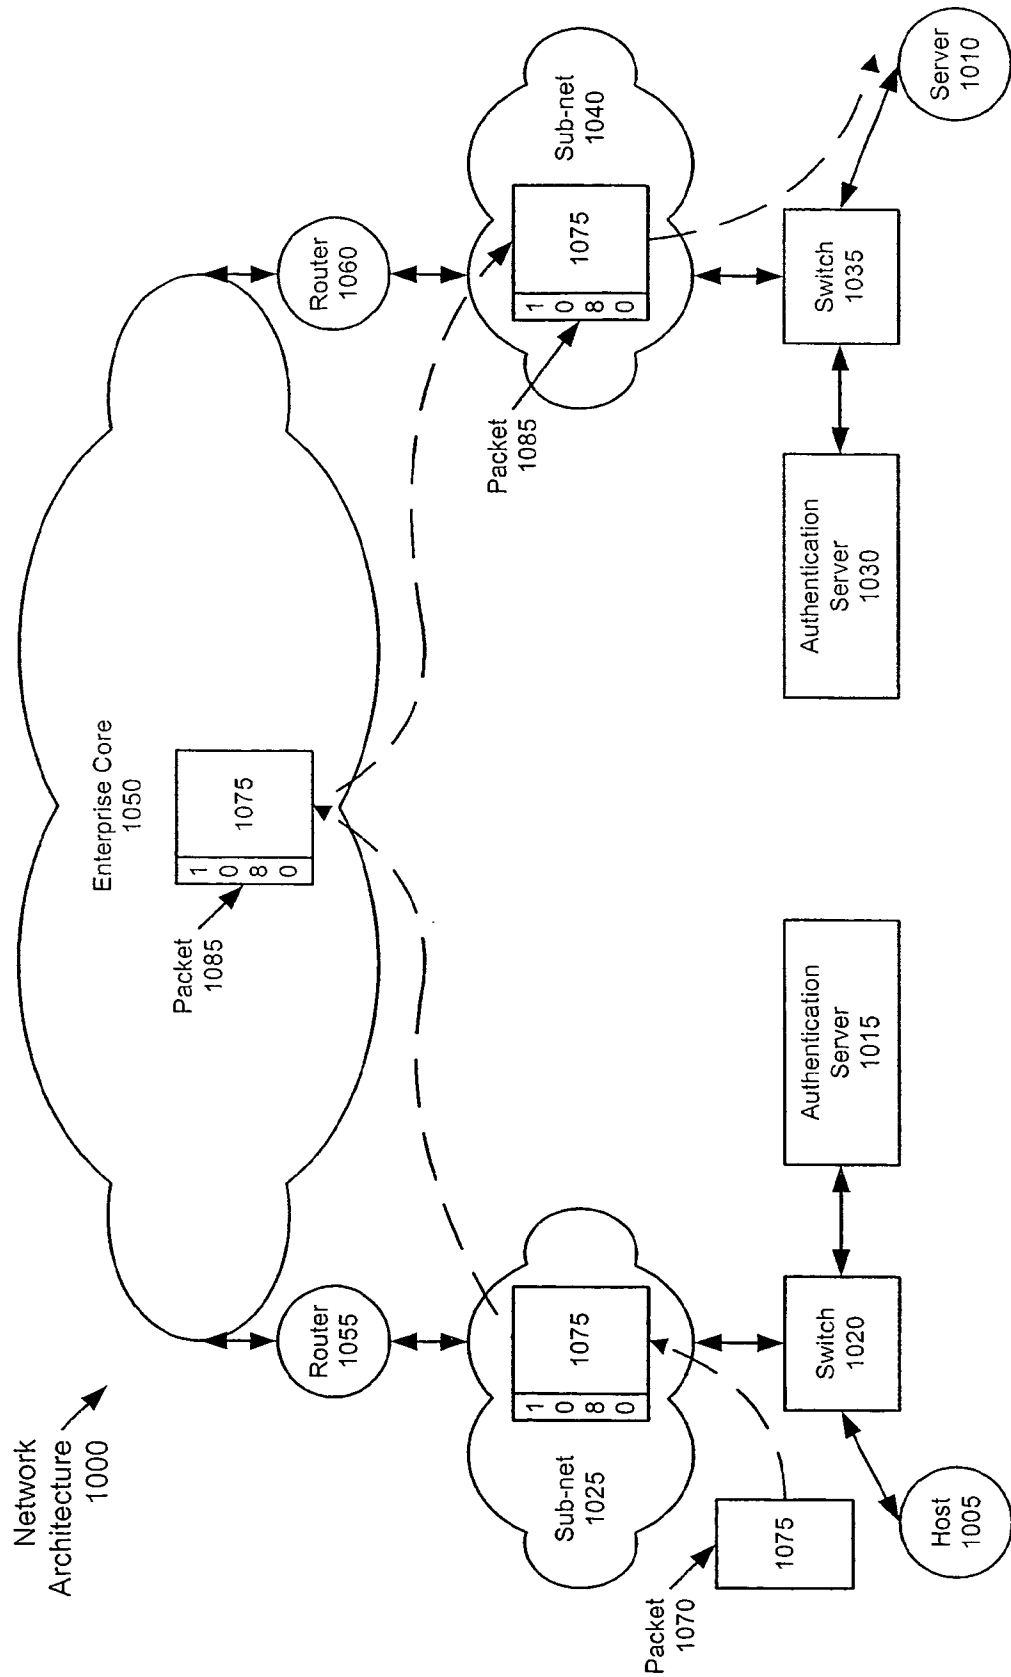 Network
Architecture
1000
Enterprise Core
1050
Packet
1085
1
0
8
0
1075
Router
1055
Router
1060
Sub-net
1025
1
0
8
0
1075
Packet
1085
1
0
8
0
1075
Sub-net
1040
Packet
1070
1075
Host
1005
Switch
1020
Authentication
Server
1015
Authentication
Server
1030
Switch
1035
Server
1010